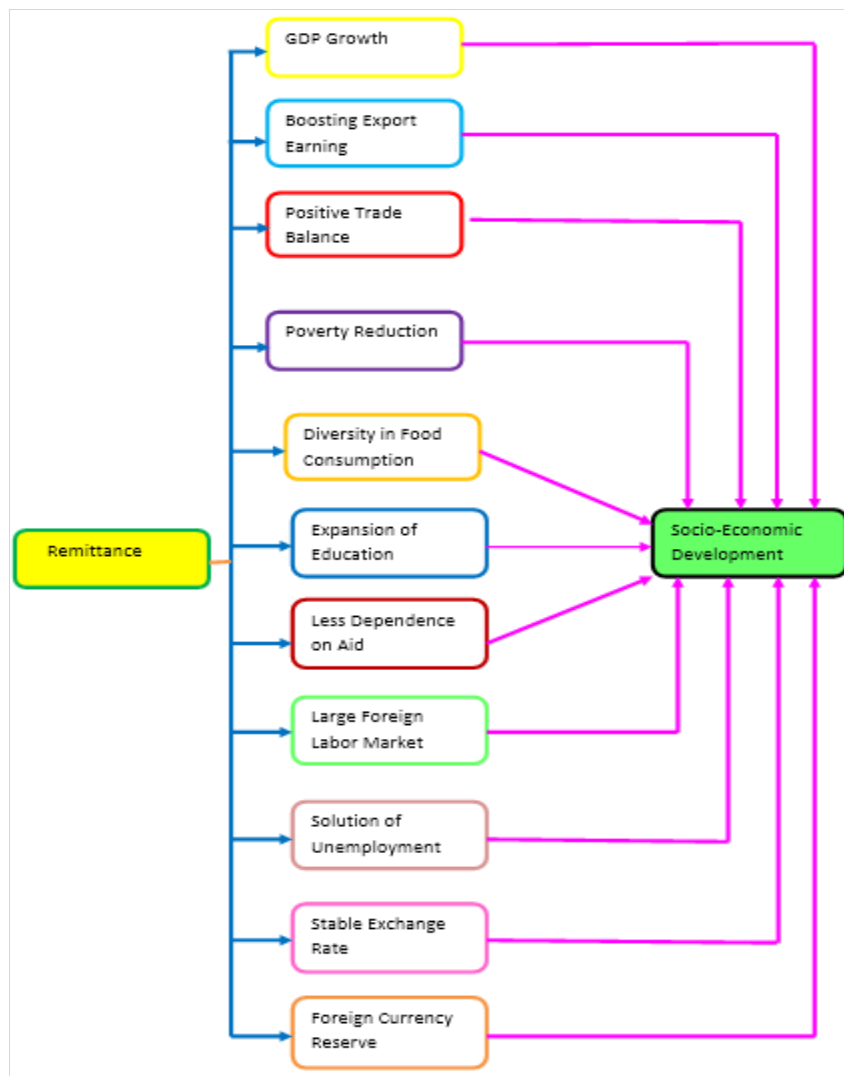 GDP Growth
Boosting Export
Earning
Positive Trade
Balance
Poverty Reduction
Diversity in Food
Consumption
Remittance
Expansion of
Education
Socio-Economic
Development
Less Dependence
on Aid
Large Foreign
Labor Market
Solution of
Unemployment
Stable Exchange
Rate
Foreign Currency
Reserve